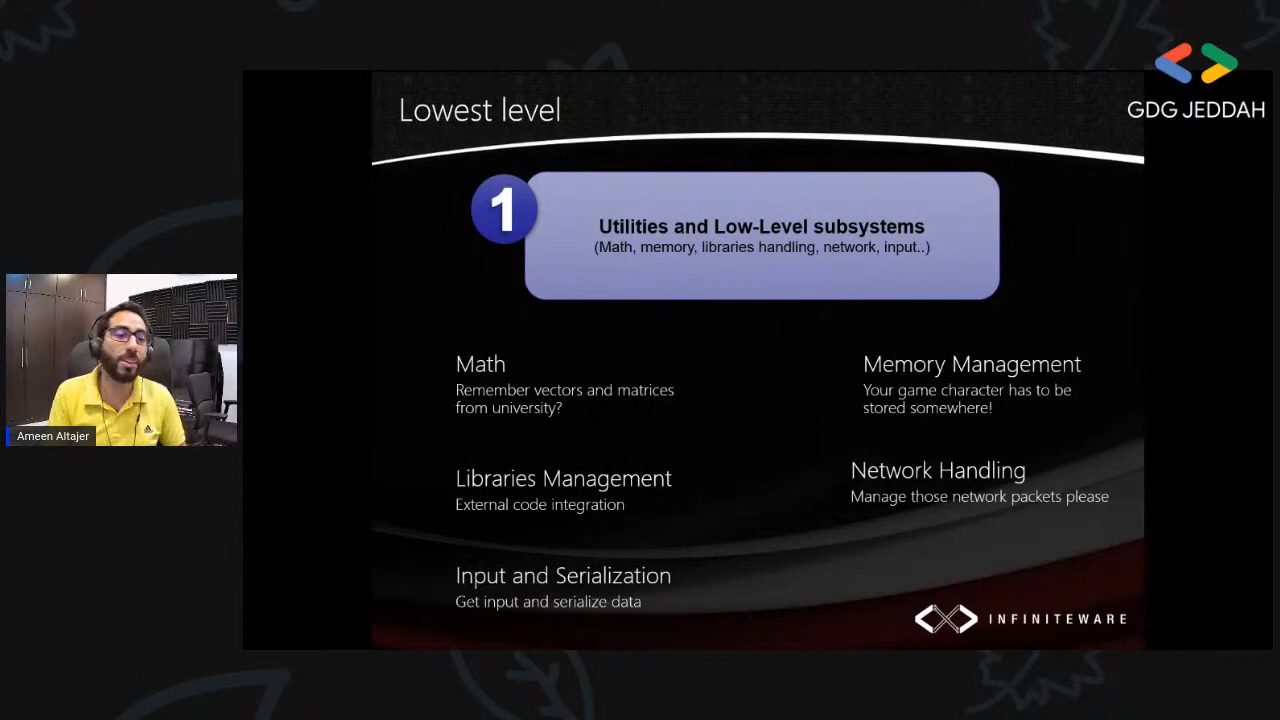 Lowest level
GDG JEDDAH
1
Utilities and Low-Level subsystems
(Math, memory, libraries handling, network, input..)
Math
Remember vectors and matrices
from university?
Memory Management
Your game character has to be
stored somewhere!
Libraries Management
External code integration
Network Handling
Manage those network packets please
Input and Serialization
Get input and serialize data
INFINITEWARE
Ameen Altajer